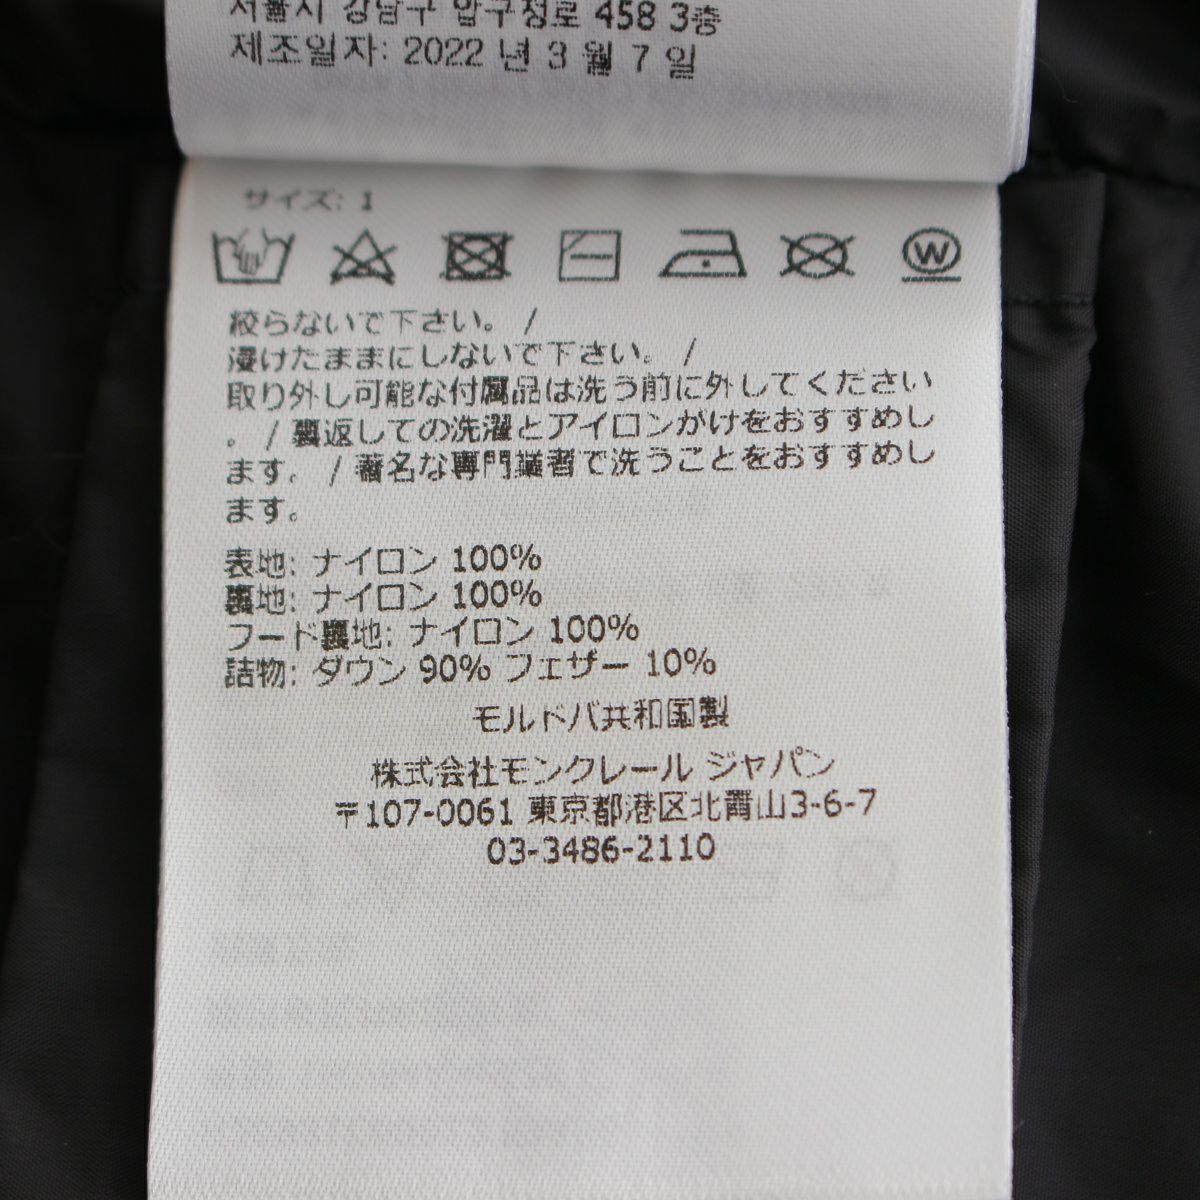 서울시 강남구 압구정로 458 3층
제조일자: 2022 년 3 월 7 일
サイズ: 1
W
絞らないで下さい。 /
浸けたままにしないで下さい。 /
取り外し可能な付属品は洗う前に外してください
。 / 裏返しての洗濯とアイロンがけをおすすめし
ます。 / 著名な専門業者で洗うことをおすすめし
ます。
表地: ナイロン 100%
裏地: ナイロン 100%
フード裏地: ナイロン 100%
詰物: ダウン 90% フェザー 10%
モルドバ共和国製
株式会社モンクレール ジャパン
〒107-0061 東京都港区北青山3-6-7
03-3486-2110